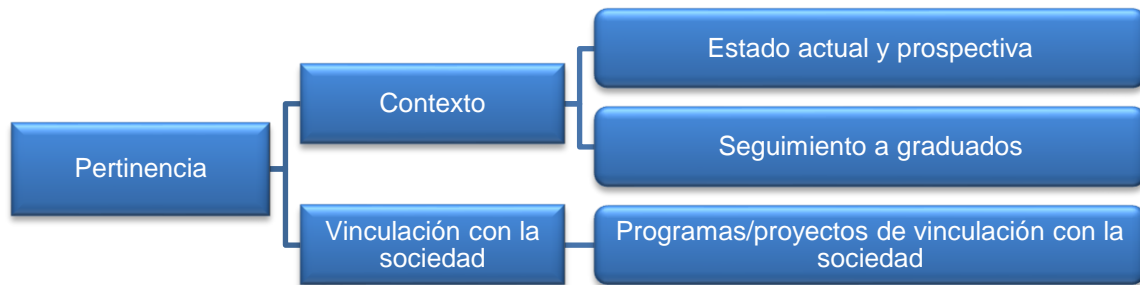 Pertinencia
Contexto
Estado actual y prospectiva
Seguimiento a graduados
Vinculación con la
sociedad
Programas/proyectos de vinculación con la
sociedad